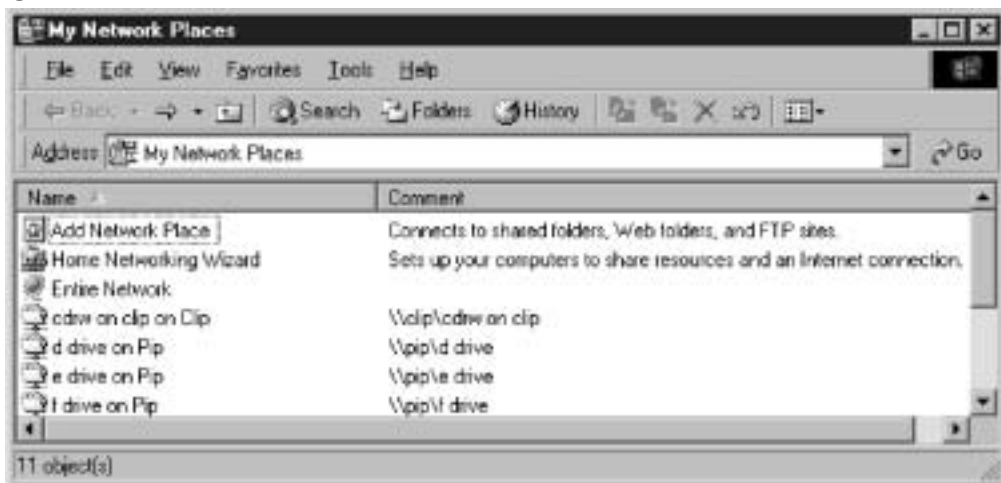 My Network Places
File Edit View Favorites Tools Help
Back Search Folders History
Address My Network Places Go
Name Comment
Add Network Place Connects to shared folders, Web folders, and FTP sites.
Home Networking Wizard Sets up your computers to share resources and an Internet connection.
Entire Network
cdrw on clip on Clip \\clip\cdrw on clip
d drive on Pip \\pip\d drive
e drive on Pip \\pip\e drive
f drive on Pip \\pip\f drive
11 object(s)